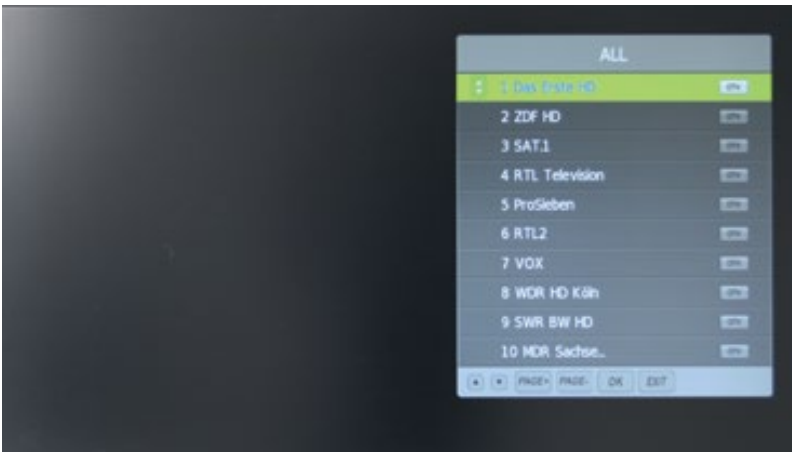 ALL
1 Das Erste HD
2 ZDF HD
3 SAT.1
4 RTL Television
5 ProSieben
6 RTL2
7 VOX
8 WDR HD Köln
9 SWR BW HD
10 MDR Sachse...
PAGE+ PAGE- OK EXIT